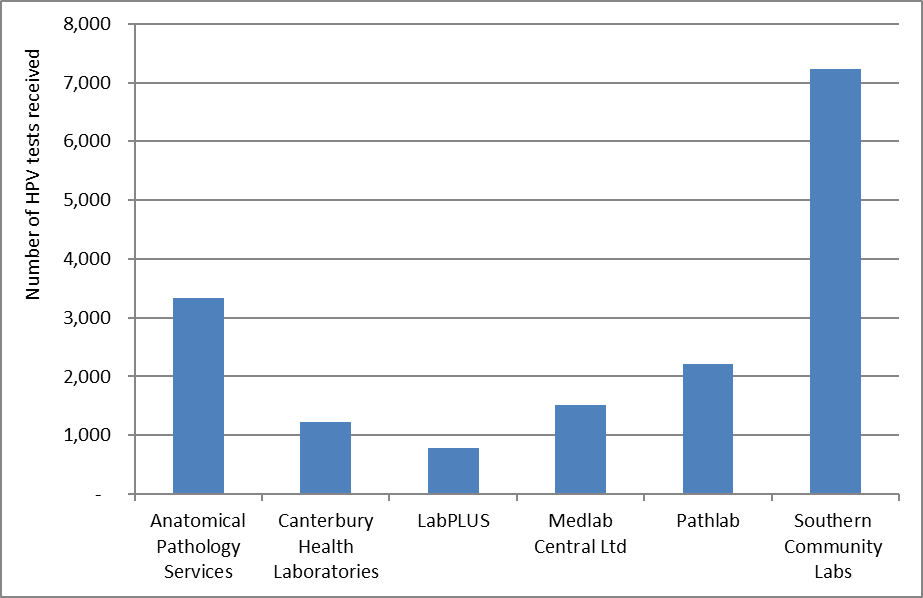 Number of HPV tests received
8,000
7,000
6,000
5,000
4,000
3,000
2,000
1,000
-
Anatomical
Pathology
Services
Canterbury
Health
Laboratories
LabPLUS
Medlab
Central Ltd
Pathlab
Southern
Community
Labs